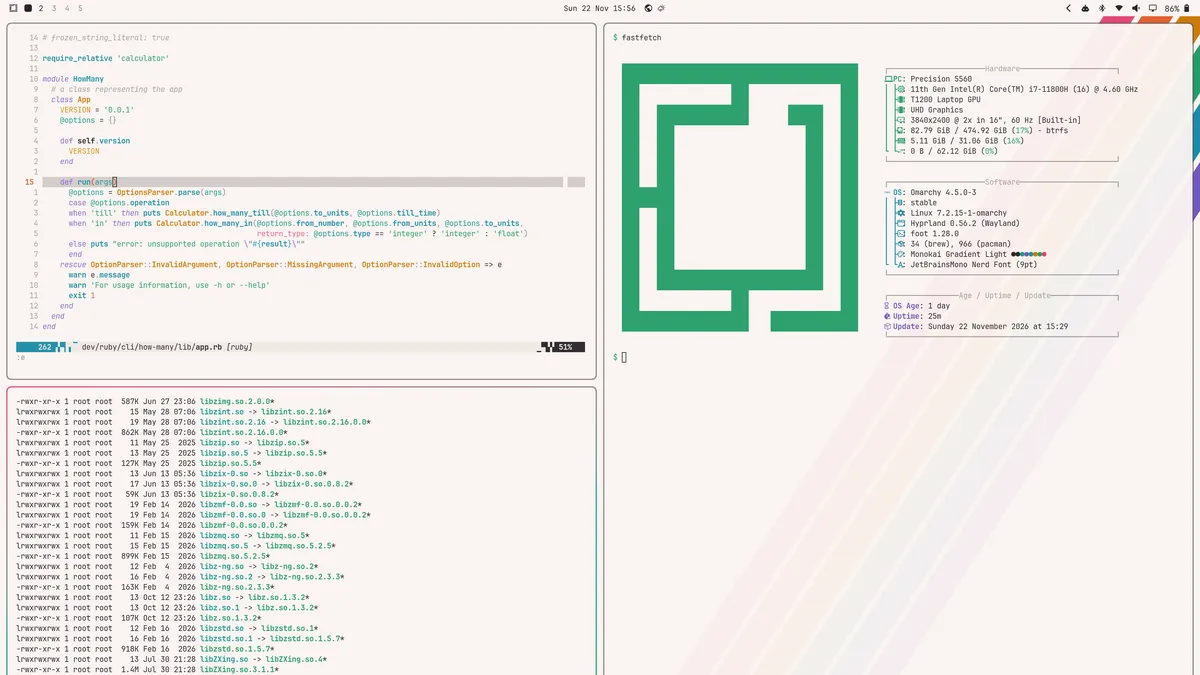 2 3 4 5
Sun 22 Nov 15:56
86%
14 # frozen_string_literal: true
13
12 require_relative 'calculator'
11
10 module HowMany
9 # a class representing the app
8 class App
7 VERSION = '0.0.1'
6 @options = {}
5
4 def self.version
3 VERSION
2 end
1
15 def run(args)
1 @options = OptionsParser.parse(args)
2 case @options.operation
3 when 'till' then puts Calculator.how_many_till(@options.to_units, @options.till_time)
4 when 'in' then puts Calculator.how_many_in(@options.from_number, @options.from_units, @options.to_units,
5 return_type: @options.type == 'integer' ? 'integer' : 'float')
6 else puts "error: unsupported operation \"#{result}\""
7 end
8 rescue OptionParser::InvalidArgument, OptionParser::MissingArgument, OptionParser::InvalidOption => e
9 warn e.message
10 warn 'For usage information, use -h or --help'
11 exit 1
12 end
13 end
14 end
262 dev/ruby/cli/how-many/lib/app.rb [ruby] 51%
:e
-rwxr-xr-x 1 root root 587K Jun 27 23:06 libzimg.so.2.0.0*
lrwxrwxrwx 1 root root 15 May 28 07:06 libzint.so -> libzint.so.2.16*
lrwxrwxrwx 1 root root 19 May 28 07:06 libzint.so.2.16 -> libzint.so.2.16.0.0*
-rwxr-xr-x 1 root root 862K May 28 07:06 libzint.so.2.16.0.0*
lrwxrwxrwx 1 root root 11 May 25 2025 libzip.so -> libzip.so.5*
lrwxrwxrwx 1 root root 13 May 25 2025 libzip.so.5 -> libzip.so.5.5*
-rwxr-xr-x 1 root root 127K May 25 2025 libzip.so.5.5*
lrwxrwxrwx 1 root root 13 Jun 13 05:36 libzix-0.so -> libzix-0.so.0*
lrwxrwxrwx 1 root root 17 Jun 13 05:36 libzix-0.so.0 -> libzix-0.so.0.8.2*
-rwxr-xr-x 1 root root 59K Jun 13 05:36 libzix-0.so.0.8.2*
lrwxrwxrwx 1 root root 19 Feb 14 2026 libzmf-0.0.so -> libzmf-0.0.so.0.0.2*
lrwxrwxrwx 1 root root 19 Feb 14 2026 libzmf-0.0.so.0 -> libzmf-0.0.so.0.0.2*
-rwxr-xr-x 1 root root 159K Feb 14 2026 libzmf-0.0.so.0.0.2*
lrwxrwxrwx 1 root root 11 Feb 15 2026 libzmq.so -> libzmq.so.5*
lrwxrwxrwx 1 root root 15 Feb 15 2026 libzmq.so.5 -> libzmq.so.5.2.5*
-rwxr-xr-x 1 root root 899K Feb 15 2026 libzmq.so.5.2.5*
lrwxrwxrwx 1 root root 12 Feb 4 2026 libz-ng.so -> libz-ng.so.2*
lrwxrwxrwx 1 root root 16 Feb 4 2026 libz-ng.so.2 -> libz-ng.so.2.3.3*
-rwxr-xr-x 1 root root 163K Feb 4 2026 libz-ng.so.2.3.3*
lrwxrwxrwx 1 root root 13 Oct 12 23:26 libz.so -> libz.so.1.3.2*
lrwxrwxrwx 1 root root 13 Oct 12 23:26 libz.so.1 -> libz.so.1.3.2*
-rwxr-xr-x 1 root root 107K Oct 12 23:26 libz.so.1.3.2*
lrwxrwxrwx 1 root root 12 Feb 16 2026 libzstd.so -> libzstd.so.1*
lrwxrwxrwx 1 root root 16 Feb 16 2026 libzstd.so.1 -> libzstd.so.1.5.7*
-rwxr-xr-x 1 root root 918K Feb 16 2026 libzstd.so.1.5.7*
lrwxrwxrwx 1 root root 13 Jul 30 21:28 libZXing.so -> libZXing.so.4*
-rwxr-xr-x 1 root root 1.4M Jul 30 21:28 libZXing.so.3.1.1*
$ fastfetch
Hardware
PC: Precision 5560
11th Gen Intel(R) Core(TM) i7-11800H (16) @ 4.60 GHz
T1200 Laptop GPU
UHD Graphics
3840x2400 @ 2x in 16", 60 Hz [Built-in]
82.79 GiB / 474.92 GiB (17%) - btrfs
5.11 GiB / 31.06 GiB (16%)
0 B / 62.12 GiB (0%)
Software
OS: Omarchy 4.5.0-3
stable
Linux 7.2.15-1-omarchy
Hyprland 0.56.2 (Wayland)
foot 1.28.0
34 (brew), 966 (pacman)
Monokai Gradient Light
JetBrainsMono Nerd Font (9pt)
Age / Uptime / Update
OS Age: 1 day
Uptime: 25m
Update: Sunday 22 November 2026 at 15:29
$